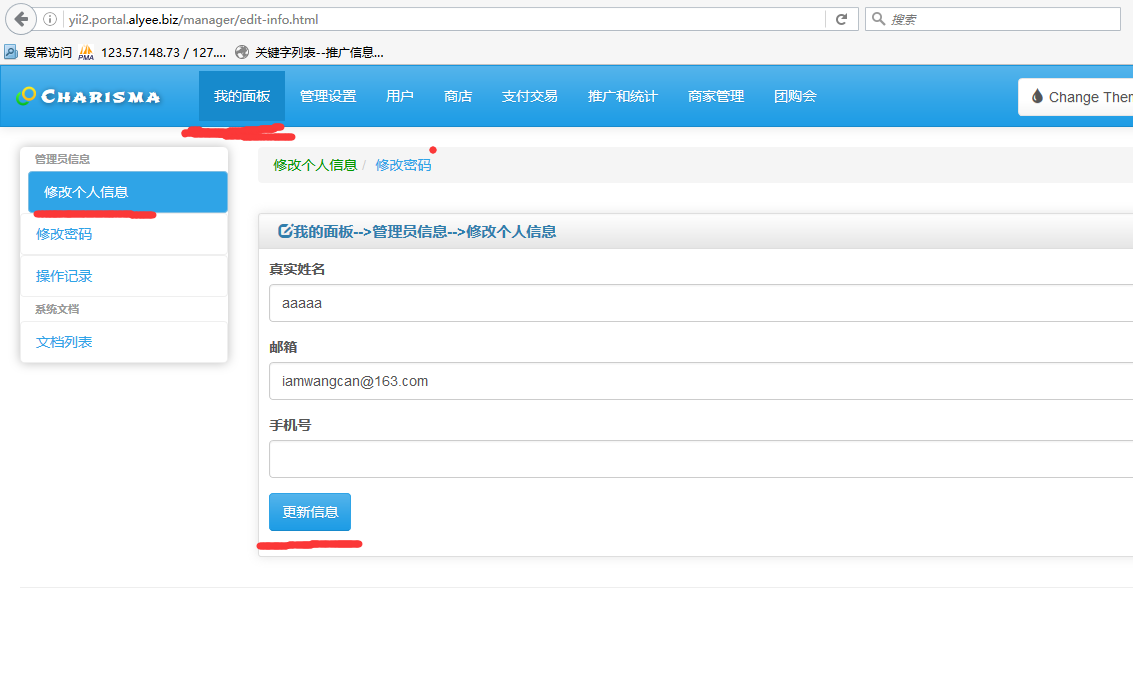 yii2.portal.alyee.biz/manager/edit-info.html
搜索
最常访问 PMA 123.57.148.73 / 127.... 关键字列表--推广信息...
CHARISMA 我的面板 管理设置 用户 商店 支付交易 推广和统计 商家管理 团购会 Change Ther
管理员信息
修改个人信息
修改密码
操作记录
系统文档
文档列表
修改个人信息 / 修改密码
我的面板-->管理员信息-->修改个人信息
真实姓名
aaaaa
邮箱
iamwangcan@163.com
手机号
更新信息